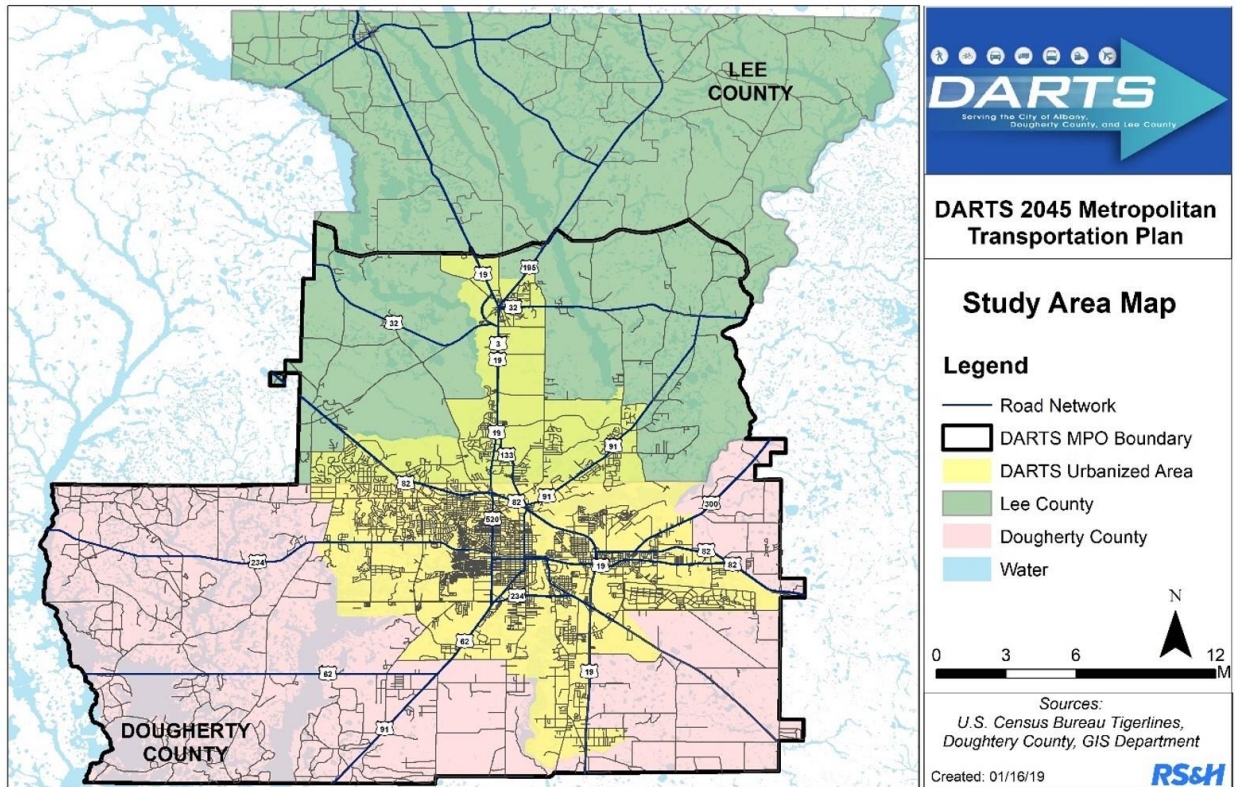 LEE
COUNTY
19
195
32
32
3
19
19
133
91
82
82
91
300
520
82
82
19
234
234
62
62
19
91
DOUGHERTY
COUNTY
DARTS
Serving the City of Albany,
Dougherty County, and Lee County
DARTS 2045 Metropolitan
Transportation Plan
Study Area Map
Legend
Road Network
DARTS MPO Boundary
DARTS Urbanized Area
Lee County
Dougherty County
Water
N
0 3 6 12
M
Sources:
U.S. Census Bureau Tigerlines,
Doughtery County, GIS Department
Created: 01/16/19
RS&H